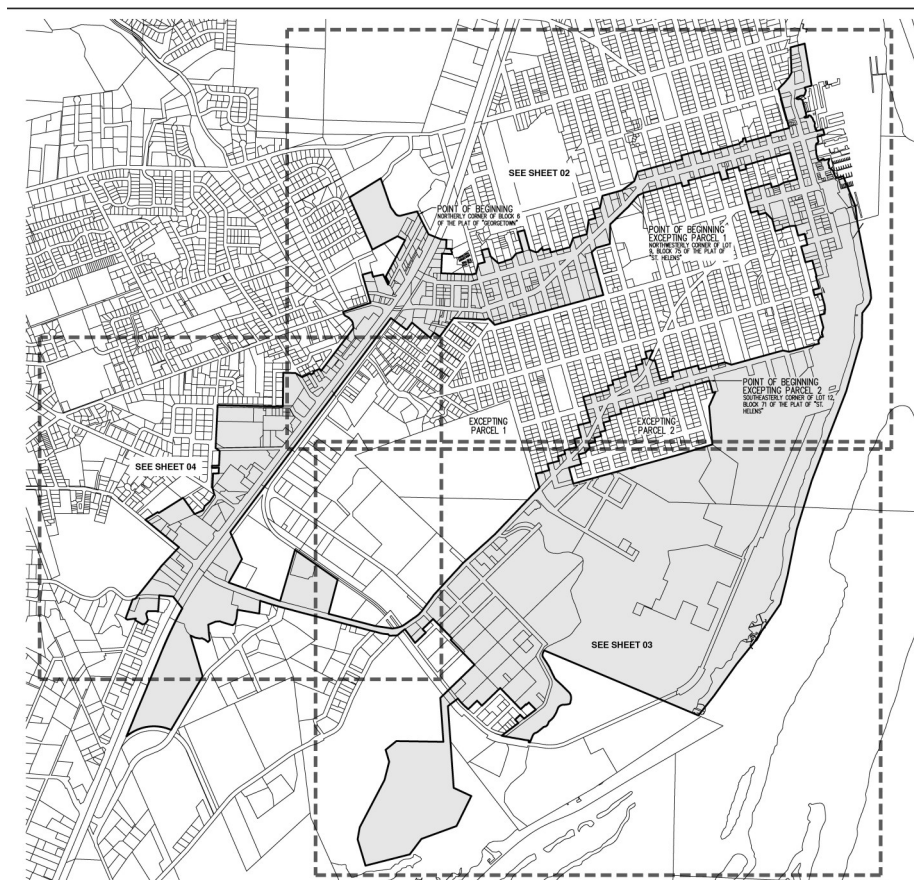 SEE SHEET 02
POINT OF BEGINNING
NORTHERLY CORNER OF BLOCK 6
OF THE PLAT OF "GEORGETOWN"
POINT OF BEGINNING
EXCEPTING PARCEL 1
NORTHWESTERLY CORNER OF LOT
9, BLOCK 75 OF THE PLAT OF
"ST. HELENS"
POINT OF BEGINNING
EXCEPTING PARCEL 2
SOUTHEASTERLY CORNER OF LOT 12,
BLOCK 71 OF THE PLAT OF "ST.
HELENS"
EXCEPTING
PARCEL 1
EXCEPTING
PARCEL 2
SEE SHEET 04
SEE SHEET 03